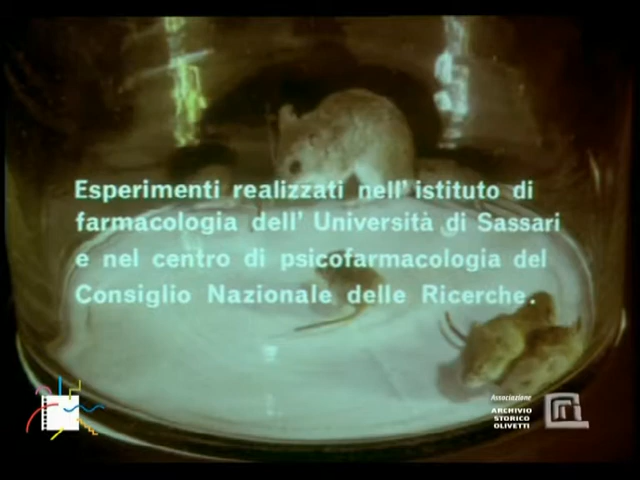 Esperimenti realizzati nell' istituto di
farmacologia dell' Università di Sassari
e nel centro di psicofarmacologia del
Consiglio Nazionale delle Ricerche.
Associazione
ARCHIVIO
STORICO
OLIVETTI